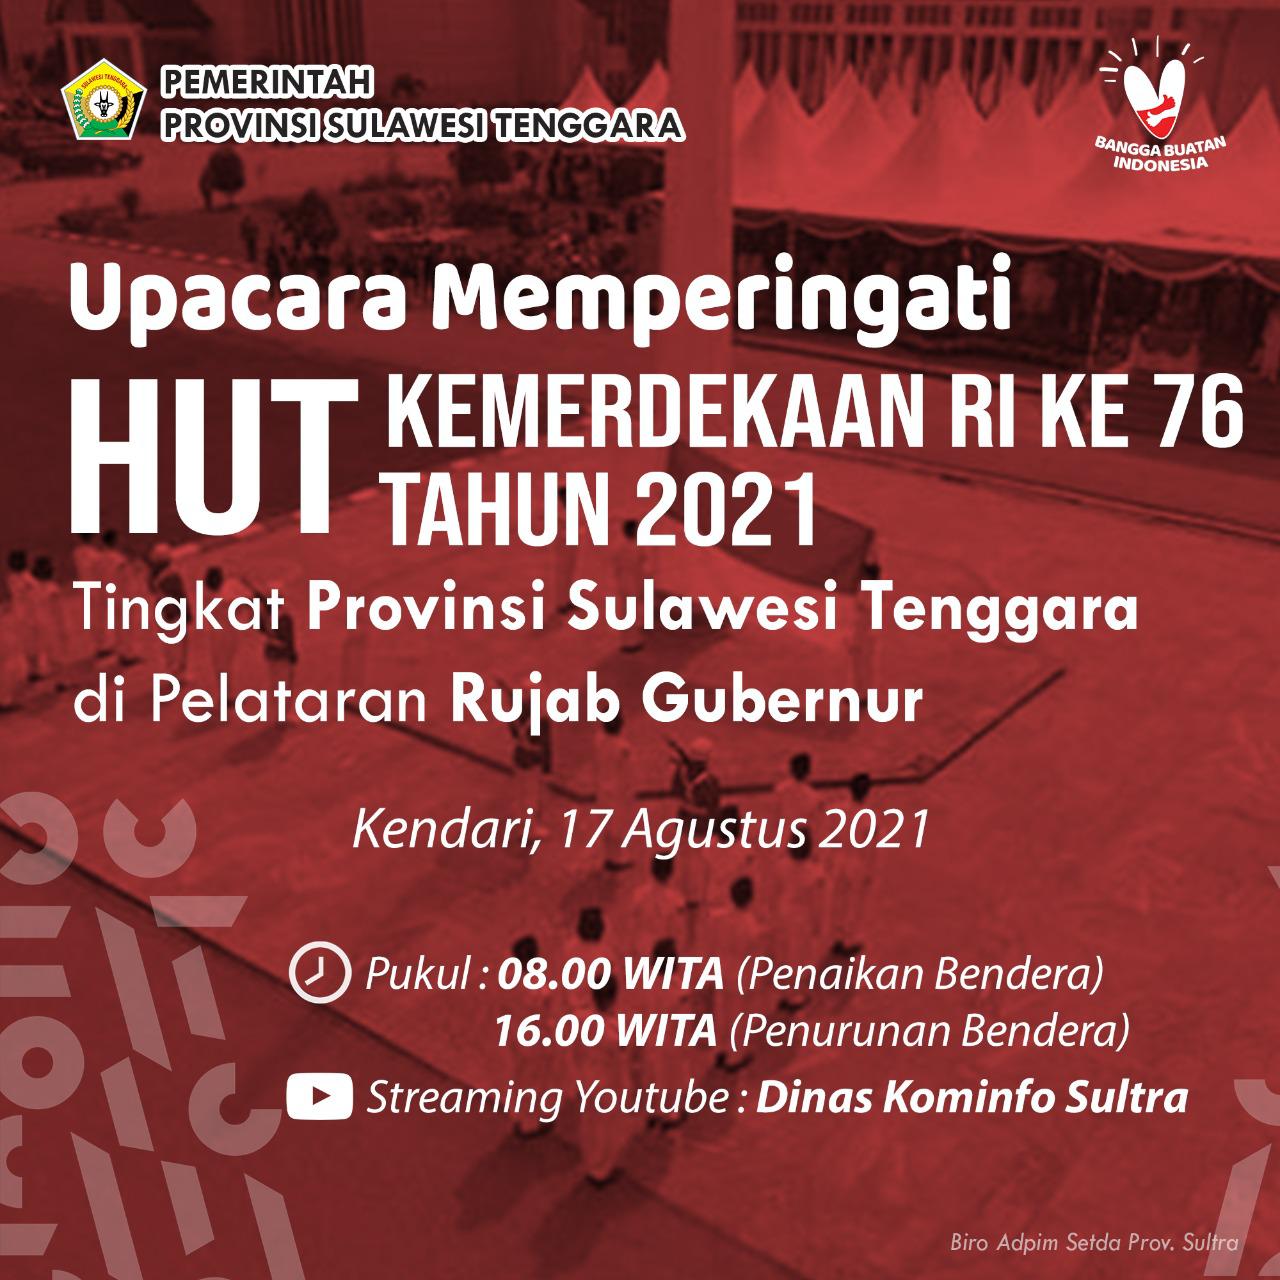 SULAWESI TENGGARA
PEMERINTAH
PROVINSI SULAWESI TENGGARA
BANGGA BUATAN
INDONESIA
Upacara Memperingati
HUT KEMERDEKAAN RI KE 76
TAHUN 2021
Tingkat Provinsi Sulawesi Tenggara
di Pelataran Rujab Gubernur
Kendari, 17 Agustus 2021
Pukul : 08.00 WITA (Penaikan Bendera)
16.00 WITA (Penurunan Bendera)
Streaming Youtube : Dinas Kominfo Sultra
Biro Adpim Setda Prov. Sultra